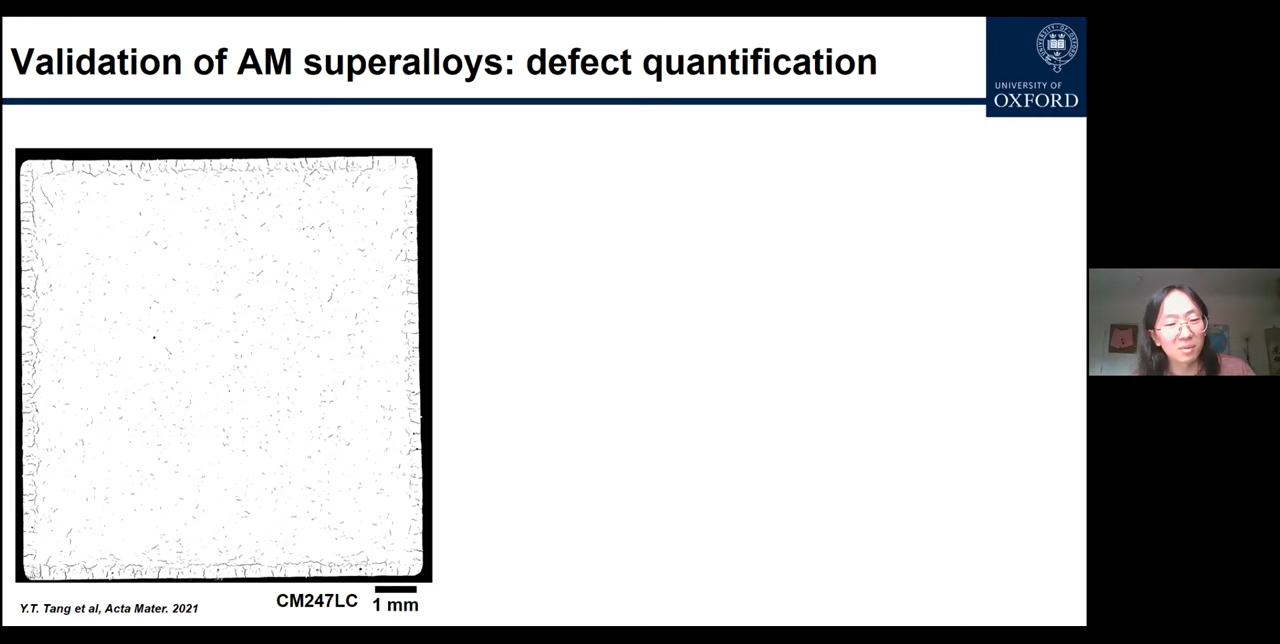 Validation of AM superalloys: defect quantification
UNIVERSITY OF
OXFORD
CM247LC
1 mm
Y.T. Tang et al, Acta Mater. 2021